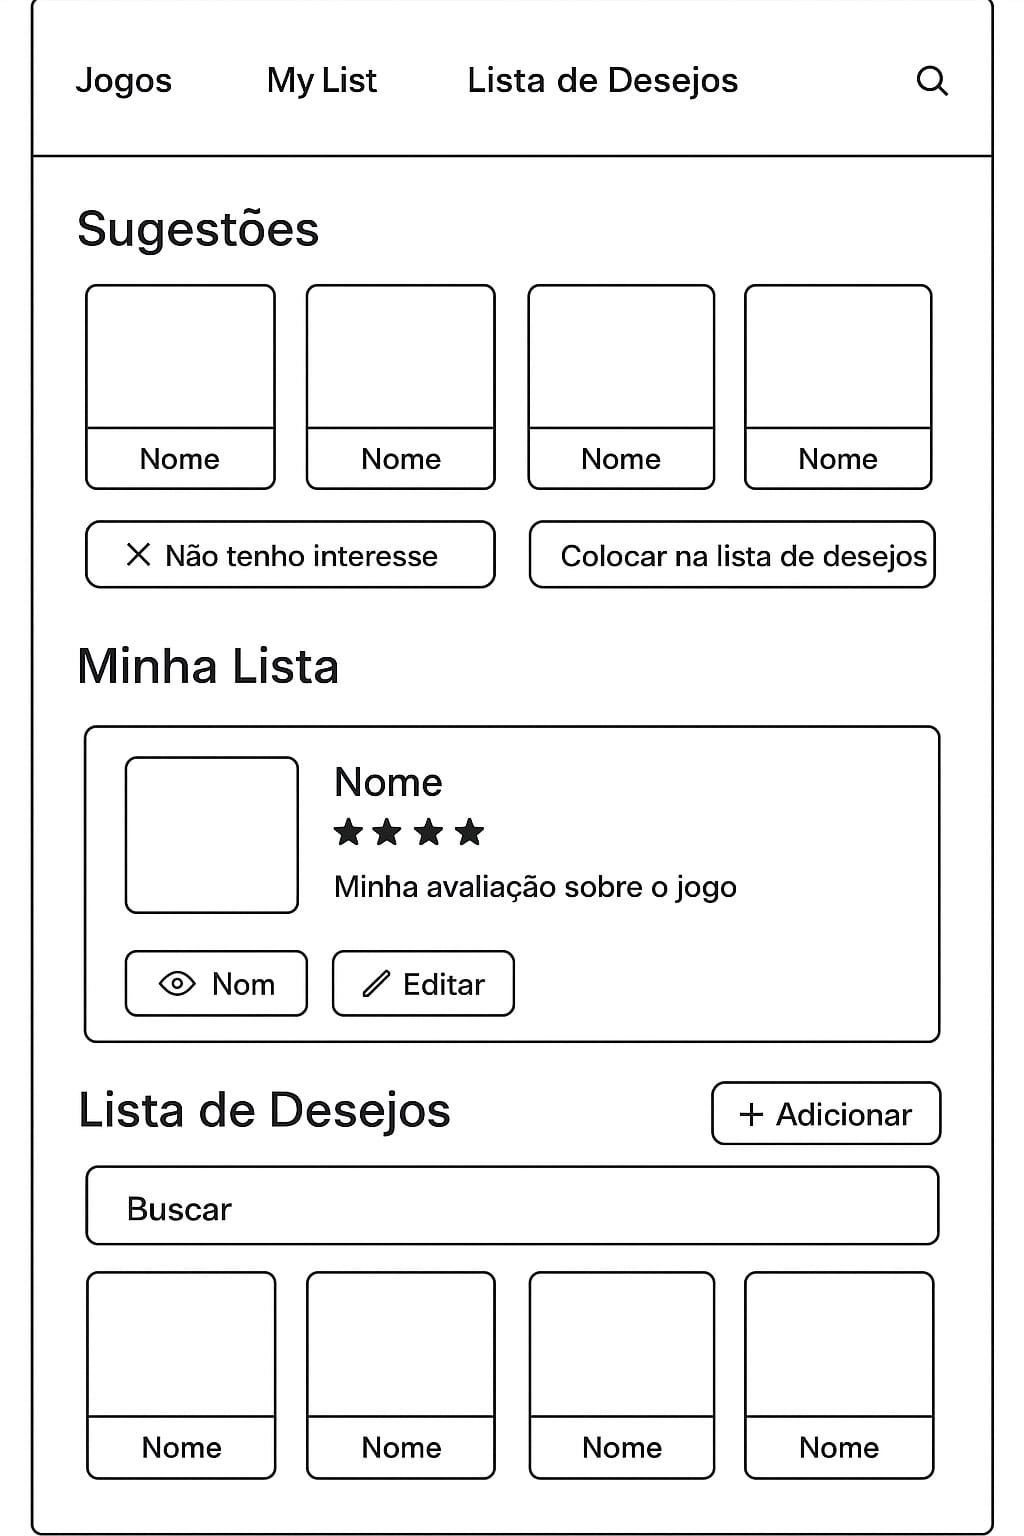 Jogos My List Lista de Desejos
Sugestões
Nome Nome Nome Nome
Não tenho interesse Colocar na lista de desejos
Minha Lista
Nome
Minha avaliação sobre o jogo
Nom Editar
Lista de Desejos + Adicionar
Buscar
Nome Nome Nome Nome